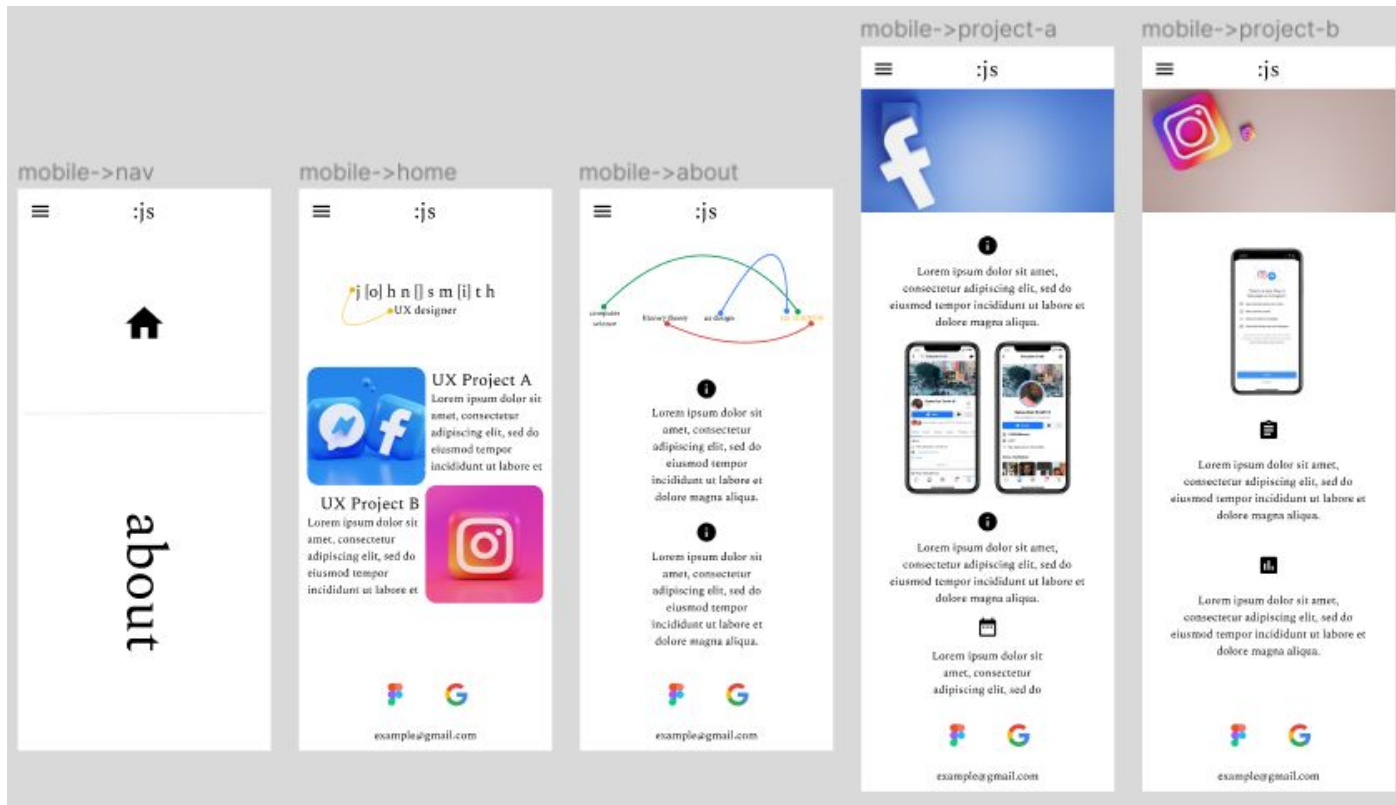 mobile->project-a
mobile->project-b
:js
:js
mobile->nav
mobile->home
mobile->about
:js
:js
:js
about
j [o] h n [] s m [i] t h
UX designer
UX Project A
Lorem ipsum dolor sit
amet, consectetur
adipiscing elit, sed do
eiusmod tempor
incididunt ut labore et
UX Project B
Lorem ipsum dolor sit
amet, consectetur
adipiscing elit, sed do
eiusmod tempor
incididunt ut labore et
example@gmail.com
computer
science
literary theory
ux design
Lorem ipsum dolor sit
amet, consectetur
adipiscing elit, sed do
eiusmod tempor
incididunt ut labore et
dolore magna aliqua.
Lorem ipsum dolor sit
amet, consectetur
adipiscing elit, sed do
eiusmod tempor
incididunt ut labore et
dolore magna aliqua.
example@gmail.com
Lorem ipsum dolor sit amet,
consectetur adipiscing elit, sed do
eiusmod tempor incididunt ut labore et
dolore magna aliqua.
Lorem ipsum dolor sit amet,
consectetur adipiscing elit, sed do
eiusmod tempor incididunt ut labore et
dolore magna aliqua.
Lorem ipsum dolor sit
amet, consectetur
adipiscing elit, sed do
example@gmail.com
Lorem ipsum dolor sit amet,
consectetur adipiscing elit, sed do
eiusmod tempor incididunt ut labore et
dolore magna aliqua.
Lorem ipsum dolor sit amet,
consectetur adipiscing elit, sed do
eiusmod tempor incididunt ut labore et
dolore magna aliqua.
example@gmail.com